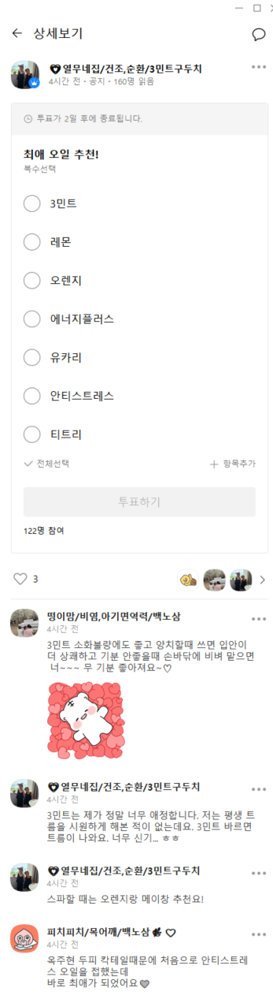 상세보기
열무네집/건조,순환/3민트구두치
4시간 전 · 공지 · 160명 읽음
투표가 2일 후에 종료됩니다.
최애 오일 추천!
복수선택
3민트
레몬
오렌지
에너지플러스
유카리
안티스트레스
티트리
전체선택
항목추가
투표하기
122명 참여
3
띵이맘/비염,아기면역력/백노삼
4시간 전
3민트 소화불량에도 좋고 양치할때 쓰면 입안이
더 상쾌하고 기분 안좋을때 손바닦에 비벼 맡으면
너~~~ 무 기분 좋아져요~♡
열무네집/건조,순환/3민트구두치
4시간 전
3민트는 제가 정말 너무 애정합니다. 저는 평생 트
름을 시원하게 해본 적이 없는데요. 3민트 바르면
트름이 나와요. 너무 신기... ㅎㅎ
열무네집/건조,순환/3민트구두치
4시간 전
스파할 때는 오렌지랑 메이창 추천요!
피치피치/목어깨/백노삼
4시간 전
옥주현 두피 칵테일때문에 처음으로 안티스트레
스 오일을 접했는데
바로 최애가 되었어요